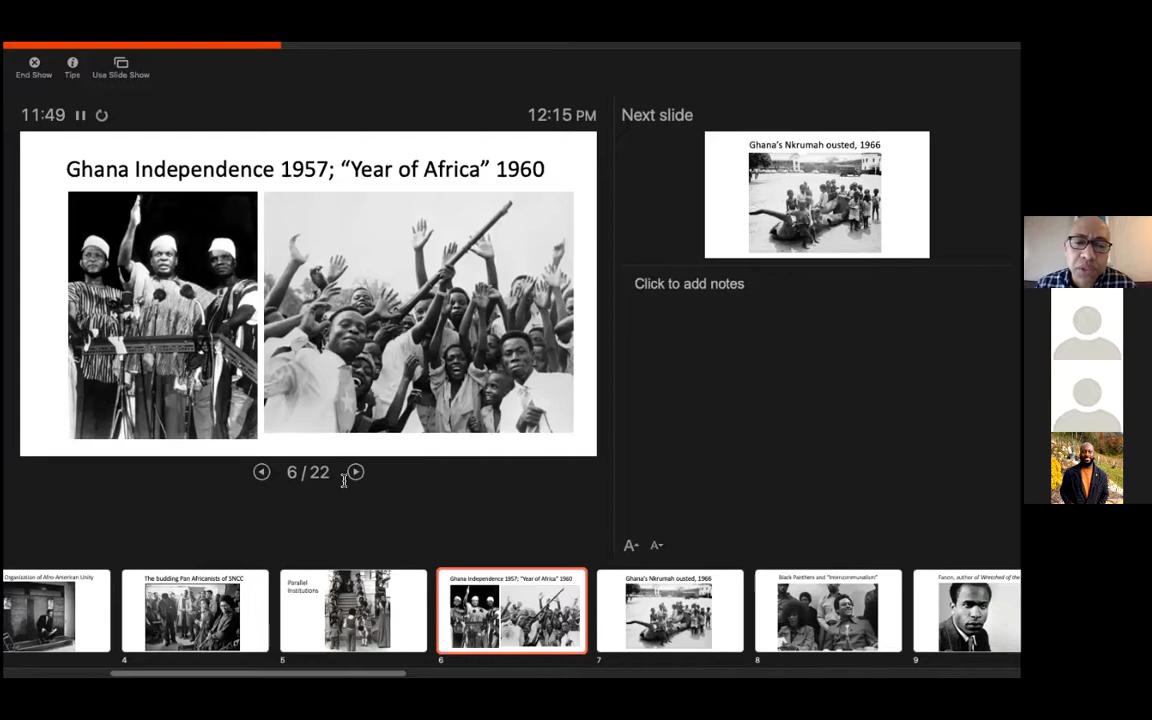 End Show
Tips
Use Slide Show
11:49
12:15 PM
Next slide
Ghana Independence 1957; “Year of Africa” 1960
Ghana’s Nkrumah ousted, 1966
Click to add notes
6 / 22
A
A
Organization of Afro-American Unity
The budding Pan Africanists of SNCC
Parallel
Institutions
Ghana Independence 1957; “Year of Africa” 1960
Ghana’s Nkrumah ousted, 1966
Black Panthers and “Intercommunalism”
Fanon, author of Wretched of the
4
5
6
7
8
9